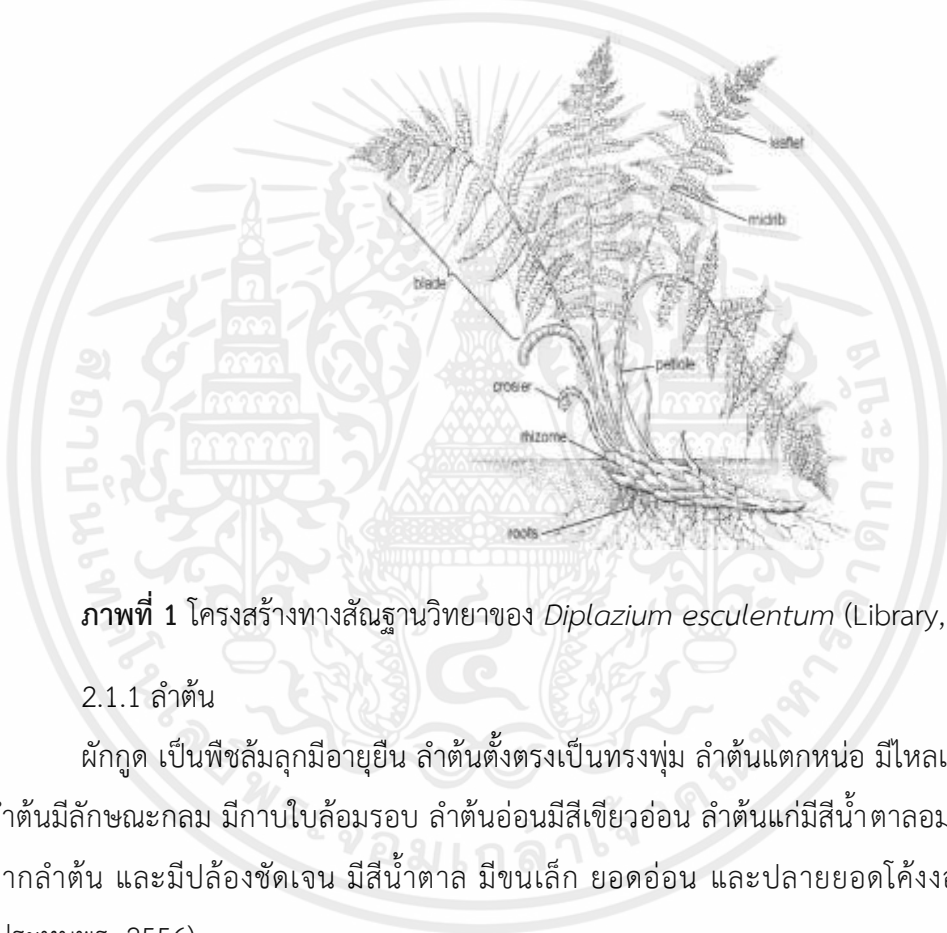 leaflet
midrib
blade
petiole
crosier
rhizome
roots
ภาพที่ 1 โครงสร้างทางสัณฐานวิทยาของ Diplazium esculentum (Library,
2.1.1 ลำต้น
ผักกูด เป็นพืชล้มลุกมีอายุยืน ลำต้นตั้งตรงเป็นทรงพุ่ม ลำต้นแตกหน่อ มีไหลเ
ำต้นมีลักษณะกลม มีกาบใบล้อมรอบ ลำต้นอ่อนมีสีเขียวอ่อน ลำต้นแก่มีสีน้ำตาลอม
ากลำต้น และมีปล้องชัดเจน มีสีน้ำตาล มีขนเล็ก ยอดอ่อน และปลายยอดโค้งงอ